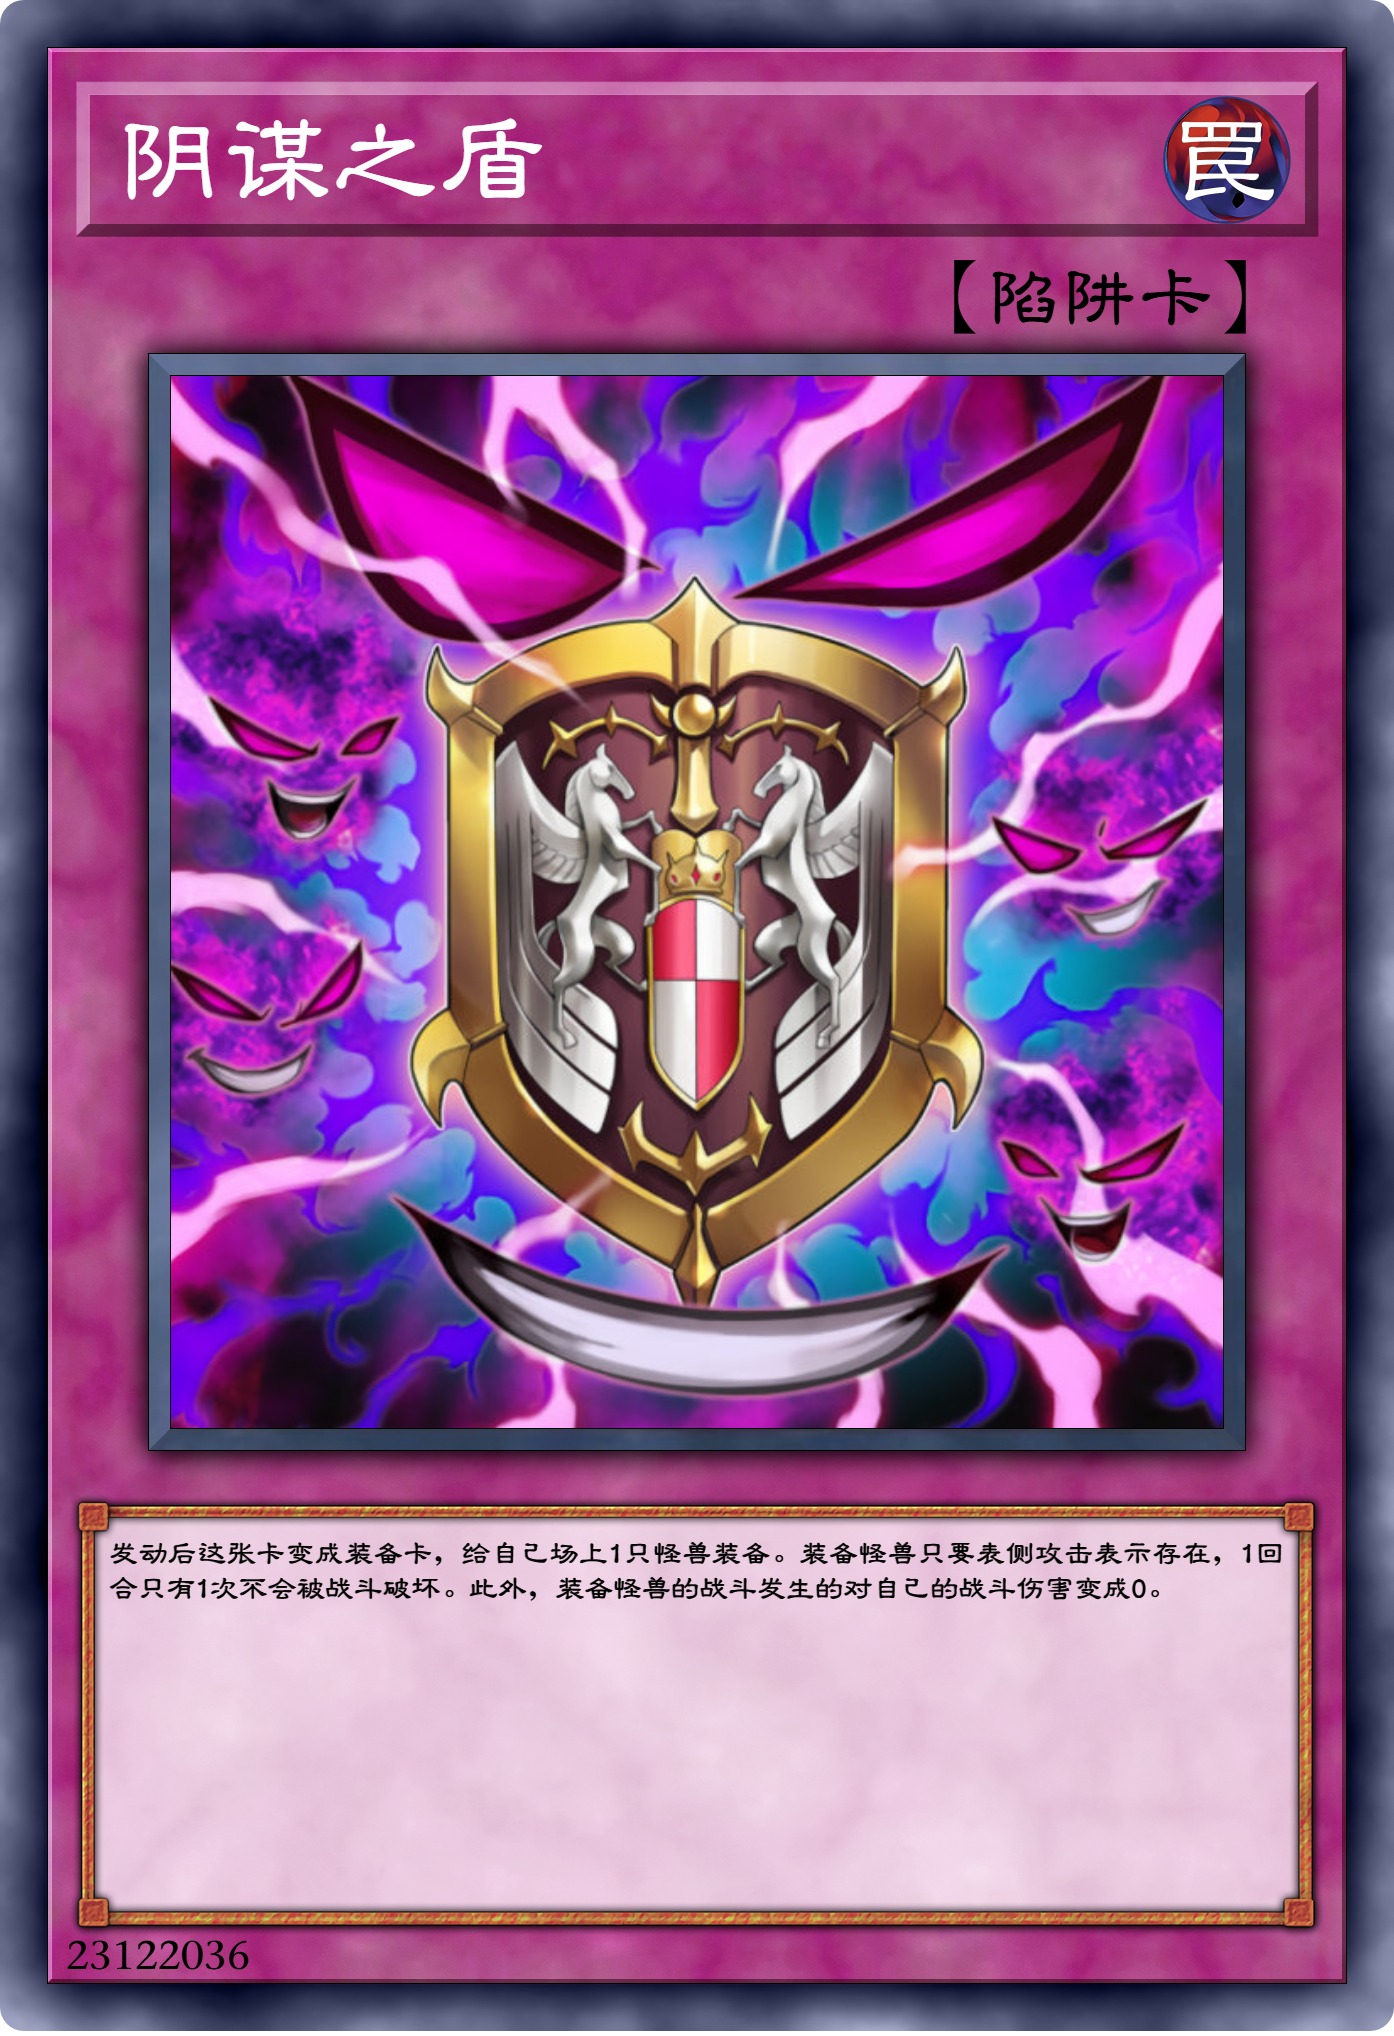 阴谋之盾
罠
【陷阱卡】
发动后这张卡变成装备卡，给自己场上1只怪兽装备。装备怪兽只要表侧攻击表示存在，1回
合只有1次不会被战斗破坏。此外，装备怪兽的战斗发生的对自己的战斗伤害变成0。
23122036